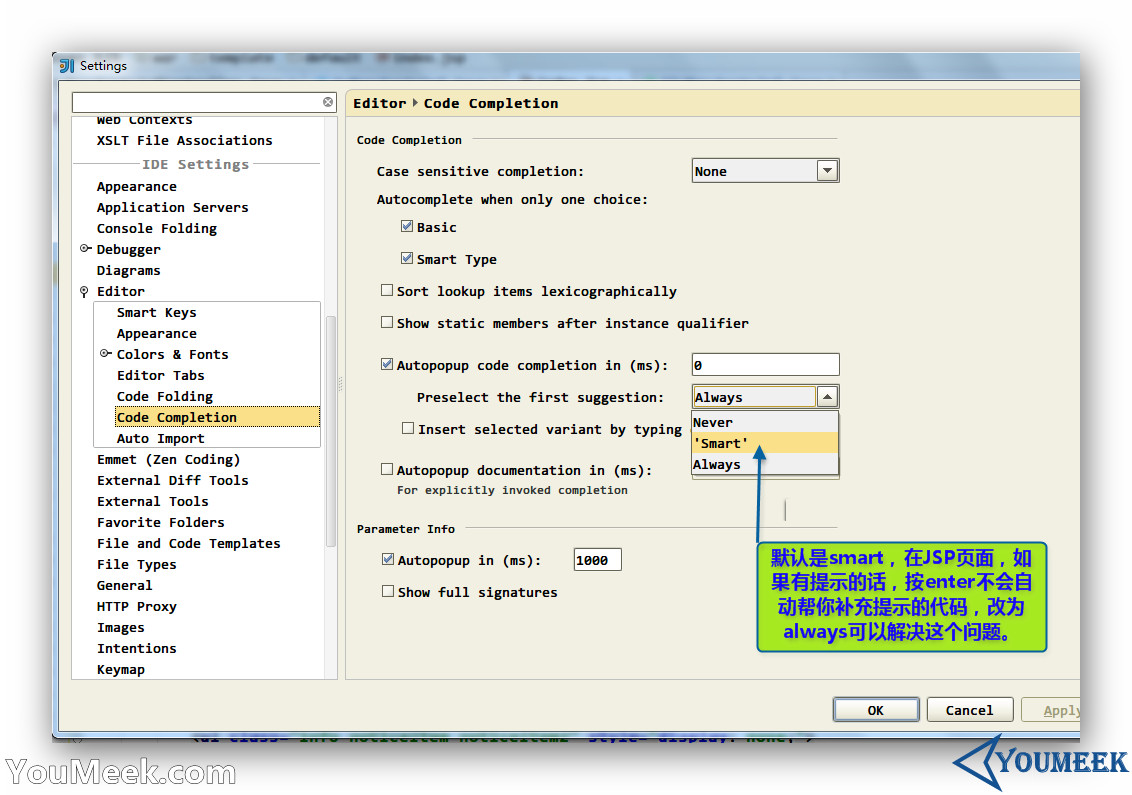 Settings
Editor Code Completion
Web Contexts
XSLT File Associations
IDE Settings
Appearance
Application Servers
Console Folding
Debugger
Diagrams
Editor
Smart Keys
Appearance
Colors & Fonts
Editor Tabs
Code Folding
Code Completion
Auto Import
Emmet (Zen Coding)
External Diff Tools
External Tools
Favorite Folders
File and Code Templates
File Types
General
HTTP Proxy
Images
Intentions
Keymap
Code Completion
Case sensitive completion: None
Autocomplete when only one choice:
Basic
Smart Type
Sort lookup items lexicographically
Show static members after instance qualifier
Autopopup code completion in (ms): 0
Preselect the first suggestion: Always
Never
'Smart'
Always
Insert selected variant by typing
Autopopup documentation in (ms):
For explicitly invoked completion
Parameter Info
Autopopup in (ms): 1000
Show full signatures
默认是smart，在JSP页面，如
果有提示的话，按enter不会自
动帮你补充提示的代码，改为
always可以解决这个问题。
OK Cancel Apply
YouMeek.com
YOUMEEK